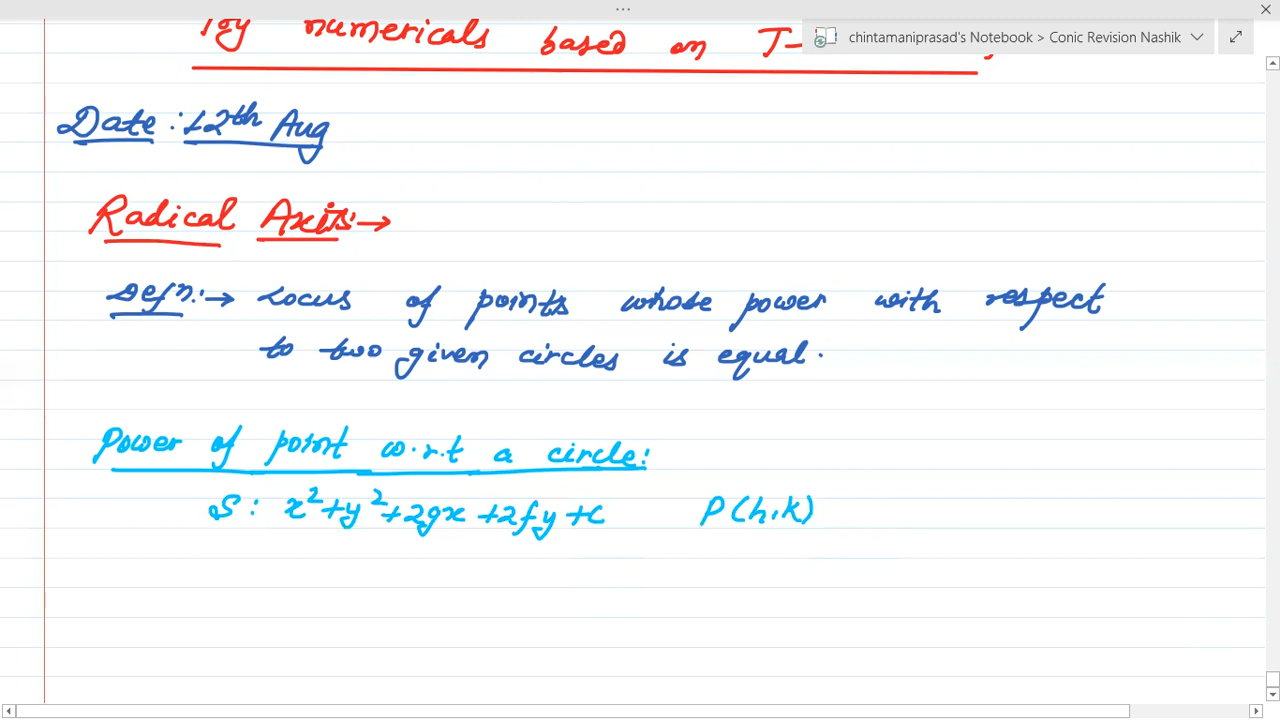 Try numericals based on T-
chintamaniprasad's Notebook > Conic Revision Nashik
Date : 12th Aug
Radical Axis:→
Defn:→ Locus of points whose power with respect
to two given circles is equal.
Power of point w.r.t a circle:
S: x²+y²+2gx+2fy+c P(h,k)